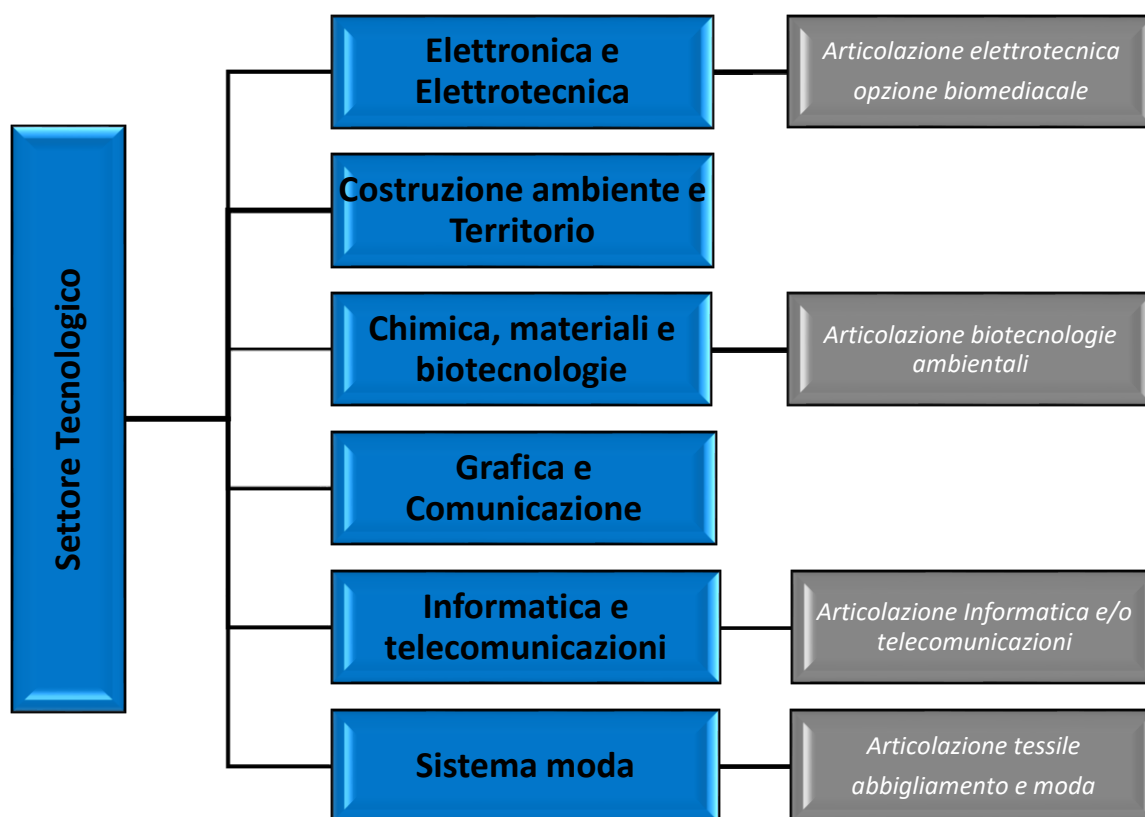 Settore Tecnologico
Elettronica e
Elettrotecnica
Articolazione elettrotecnica
opzione biomediacale
Costruzione ambiente e
Territorio
Chimica, materiali e
biotecnologie
Articolazione biotecnologie
ambientali
Grafica e
Comunicazione
Informatica e
telecomunicazioni
Articolazione Informatica e/o
telecomunicazioni
Sistema moda
Articolazione tessile
abbigliamento e moda